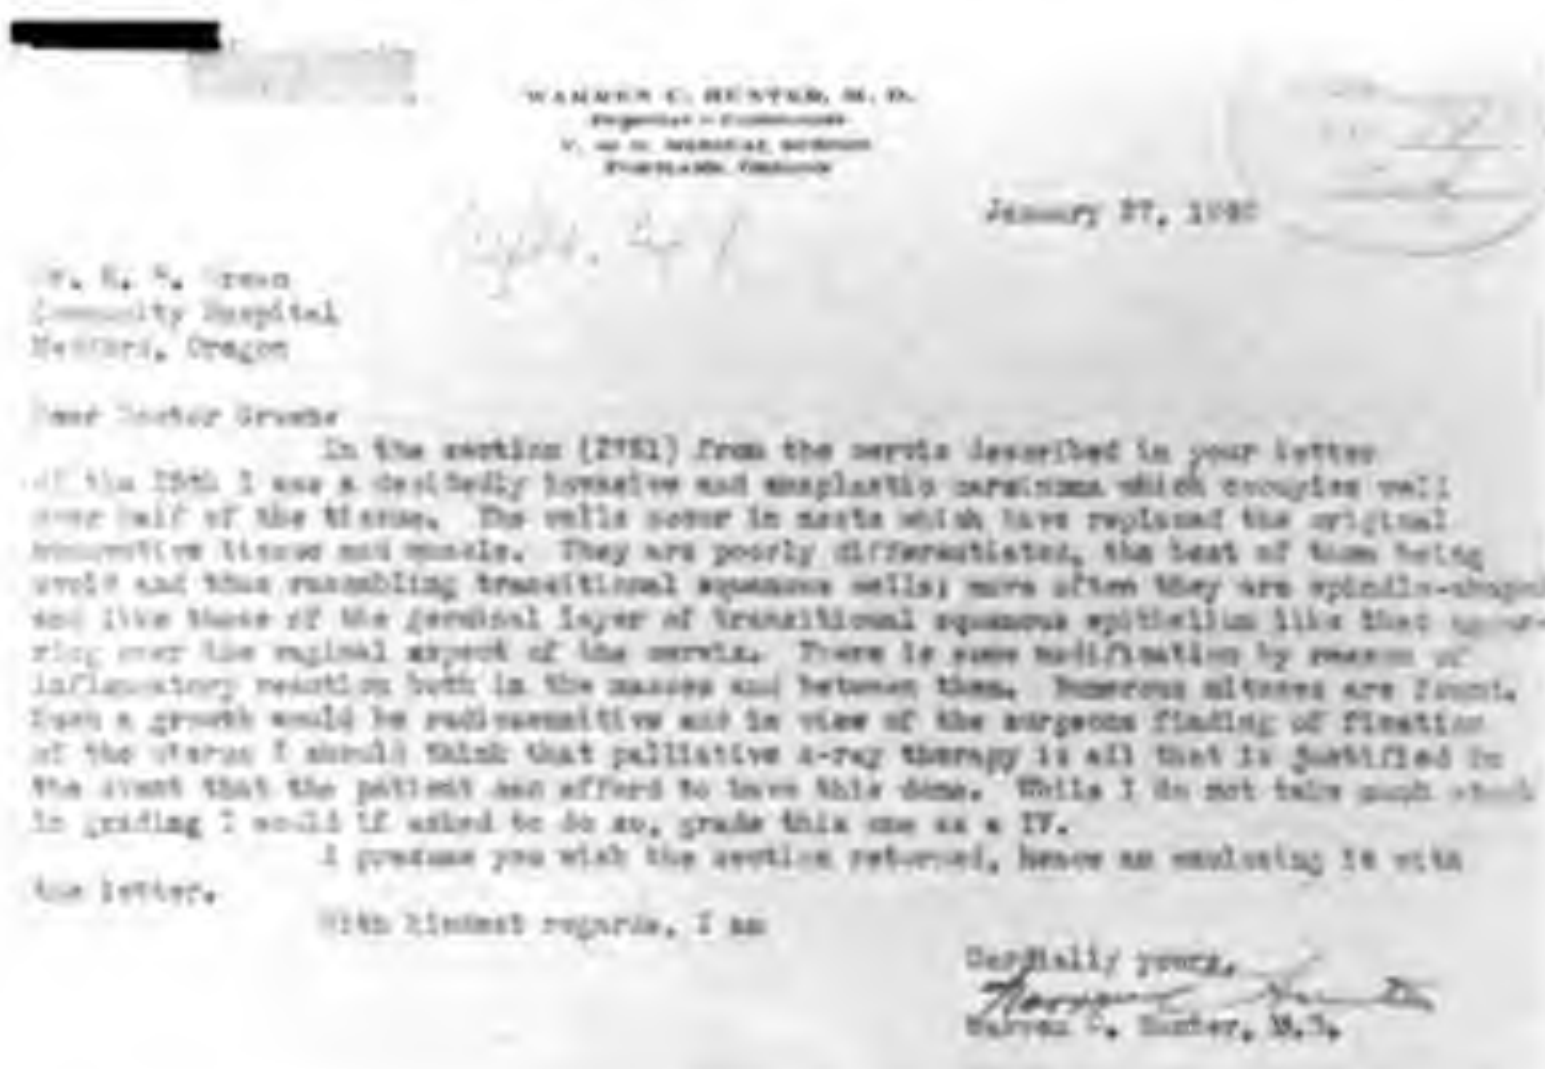 WARREN C. HUNTER, M. D.
MEDICAL SCHOOL
PORTLAND, OREGON
January 27,
Community Hospital
Medford, Oregon
Dear Doctor
In the section (2751) from the cervix described in your letter
of the 25th I see a decidedly invasive and anaplastic carcinoma which occupies well
over half of the tissue. The cells occur in nests which have replaced the original
connective tissue and muscle. They are poorly differentiated, the best of them being
ovoid and thus resembling transitional squamous cells; more often they are spindle-shaped
and like those of the germinal layer of transitional squamous epithelium like that
over the vaginal aspect of the cervix. There is some modification by reason of
inflammatory reaction both in the masses and between them. Numerous mitoses are found.
Such a growth would be radiosensitive and in view of the surgeons finding of fixation
of the uterus I should think that palliative x-ray therapy is all that is justified in
the event that the patient can afford to have this done. While I do not take much stock
in grading I would if asked to do so, grade this one as a IV.
I presume you wish the section returned, hence am enclosing it with
the letter.
With kindest regards, I am
Cordially yours,
Warren C. Hunter, M.D.